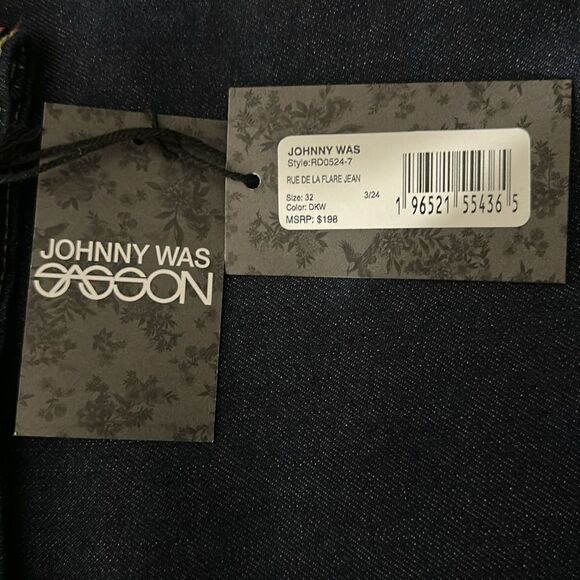 JOHNNY WAS
SASSON
JOHNNY WAS
Style:RD0524-7
RUE DE LA FLARE JEAN
Size: 32 3/24
Color: DKW
MSRP: $198
1 96521 55436 5